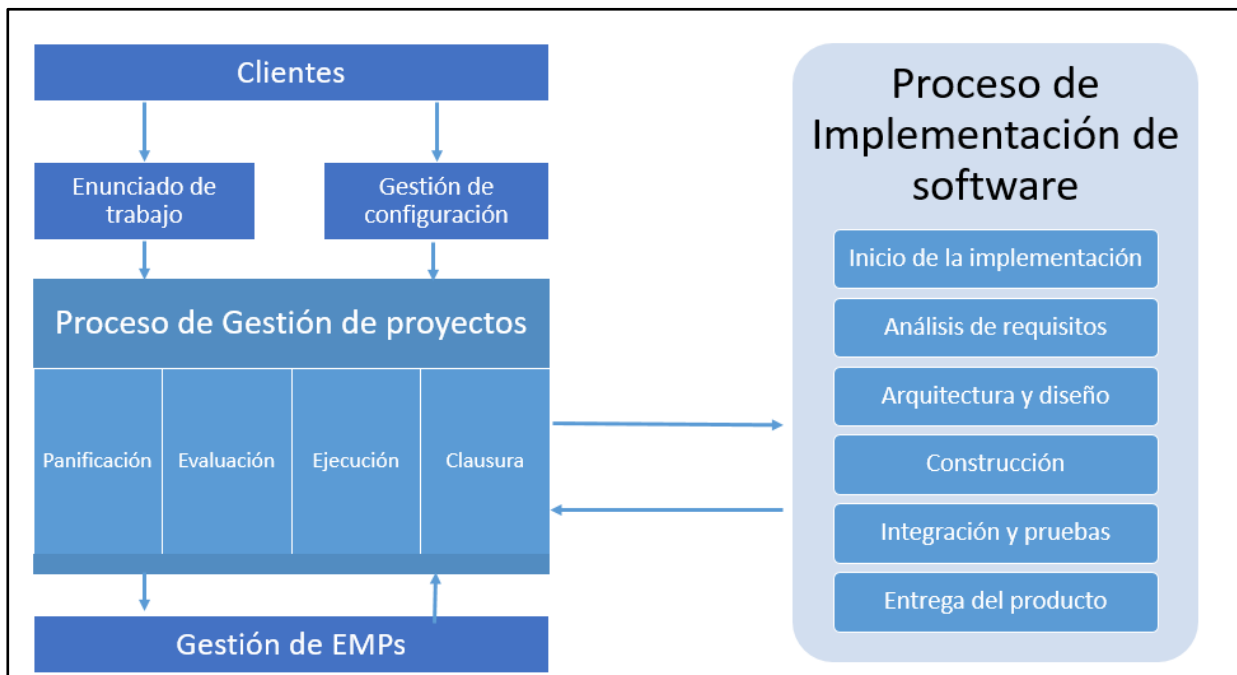 Clientes
Enunciado de
trabajo
Gestión de
configuración
Proceso de Gestión de proyectos
Panificación
Evaluación
Ejecución
Clausura
Gestión de EMPs
Proceso de
Implementación de
software
Inicio de la implementación
Análisis de requisitos
Arquitectura y diseño
Construcción
Integración y pruebas
Entrega del producto